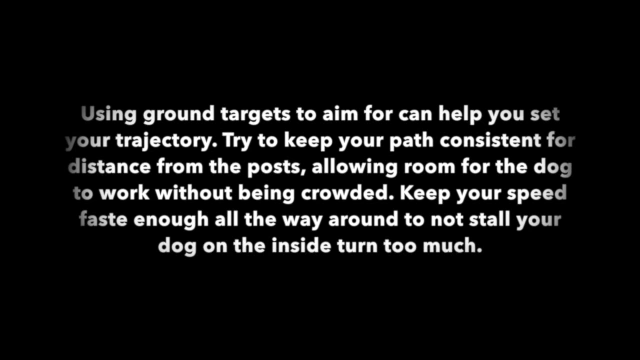 Using ground targets to aim for can help you set
your trajectory. Try to keep your path consistent for
distance from the posts, allowing room for the dog
to work without being crowded. Keep your speed
faste enough all the way around to not stall your
dog on the inside turn too much.